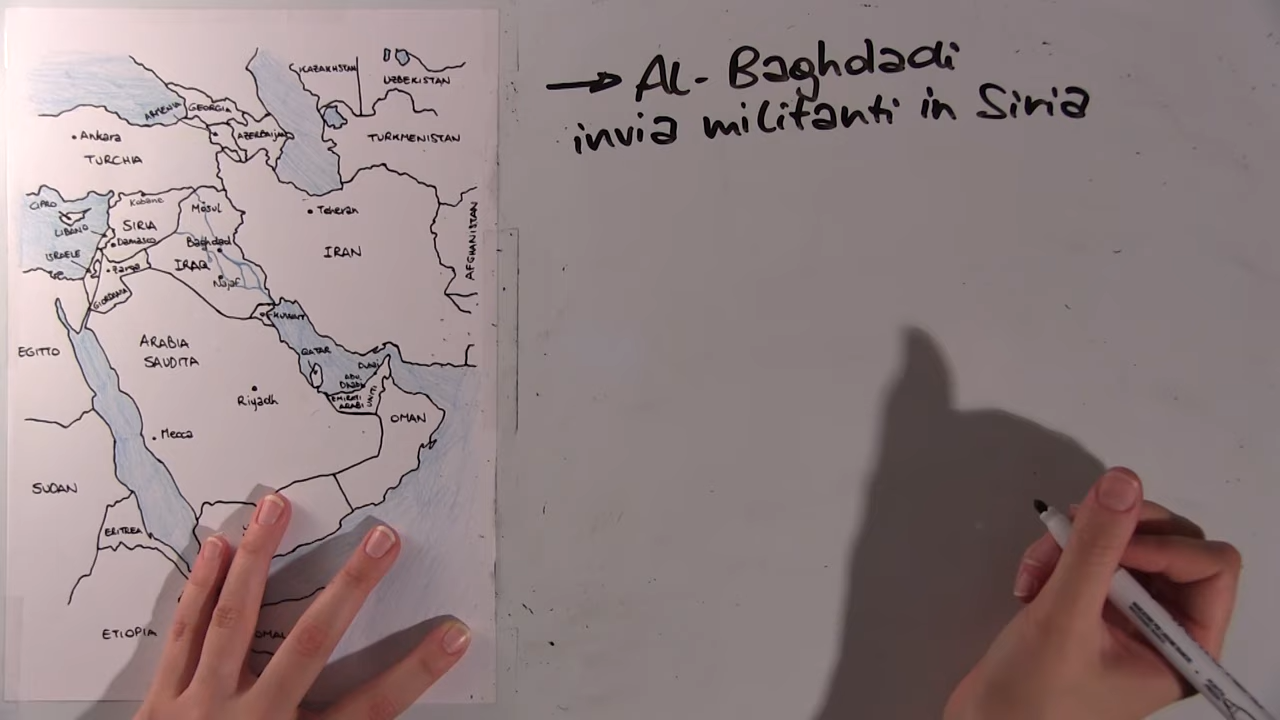 → Al-Baghdadi
invia militanti in Siria
KAZAKHSTAN
UZBEKISTAN
ARMENIA
GEORGIA
AZERBAIJAN
TURKMENISTAN
Ankara
TURCHIA
CIPRO
Kobane
Mosul
Teheran
SIRIA
LIBANO
Damasco
Baghdad
IRAN
AFGHANISTAN
ISRAELE
Zarqa
IRAQ
Najaf
GIORDANIA
KUWAIT
EGITTO
ARABIA
SAUDITA
QATAR
DUBAI
ABU
DHABI
EMIRATI
ARABI
UNITI
Riyadh
OMAN
Mecca
SUDAN
ERITREA
ETIOPIA